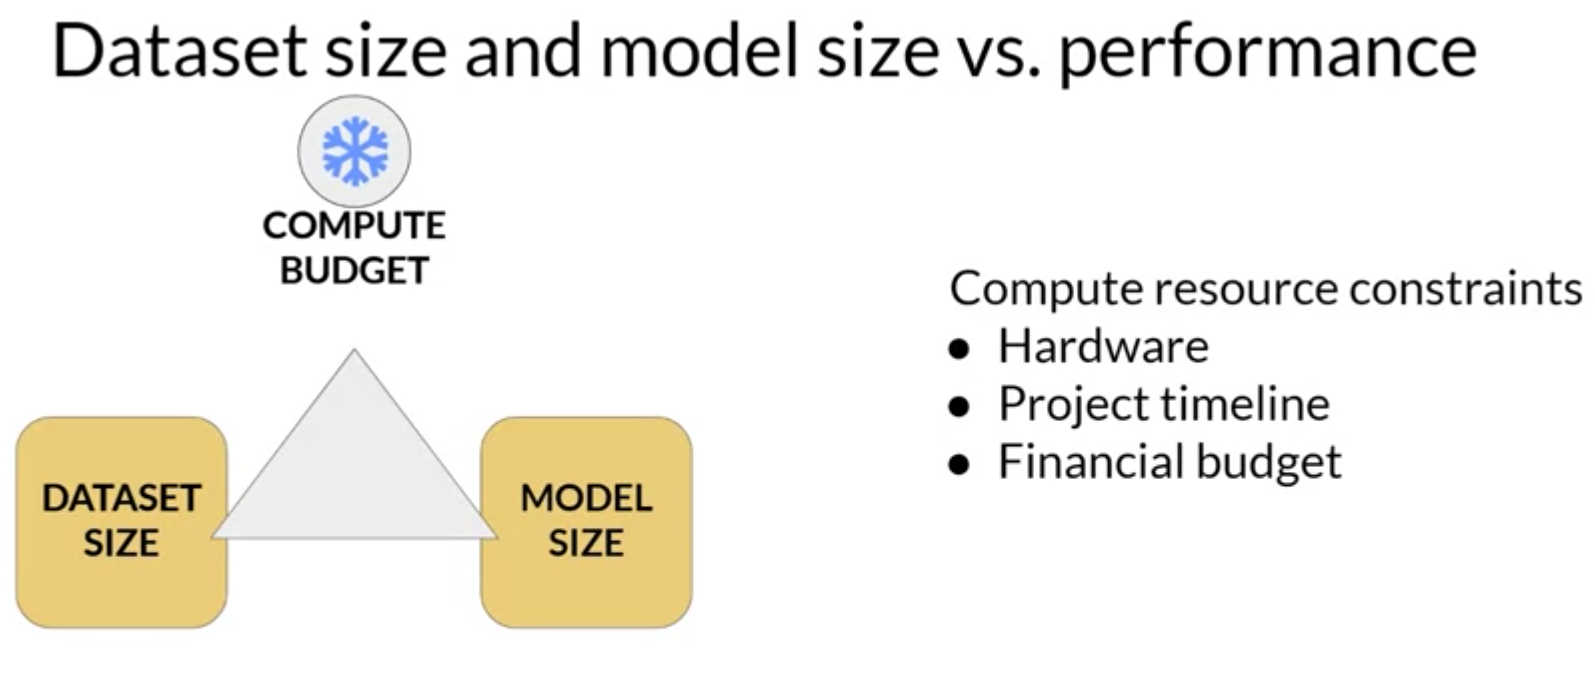 Dataset size and model size vs. performance
COMPUTE
BUDGET
DATASET
SIZE
MODEL
SIZE
Compute resource constraints
● Hardware
● Project timeline
● Financial budget